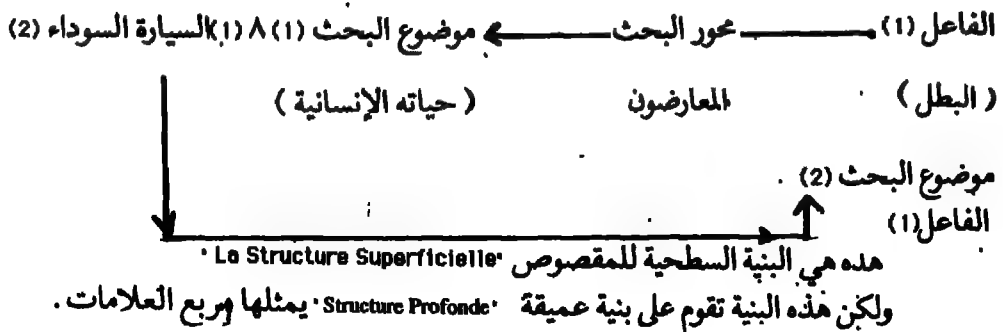 الفاعل (1) محور البحث موضوع البحث (1) ٨ (1) السيارة السوداء (2)
( البطل ) المعارضون ( حياته الإنسانية )
موضوع البحث (2)
الفاعل (1)
هذه هي البنية السطحية للمقصوص "La Structure Superficielle"
ولكن هذه البنية تقوم على بنية عميقة "Structure Profonde" يمثلها مربع العلامات .